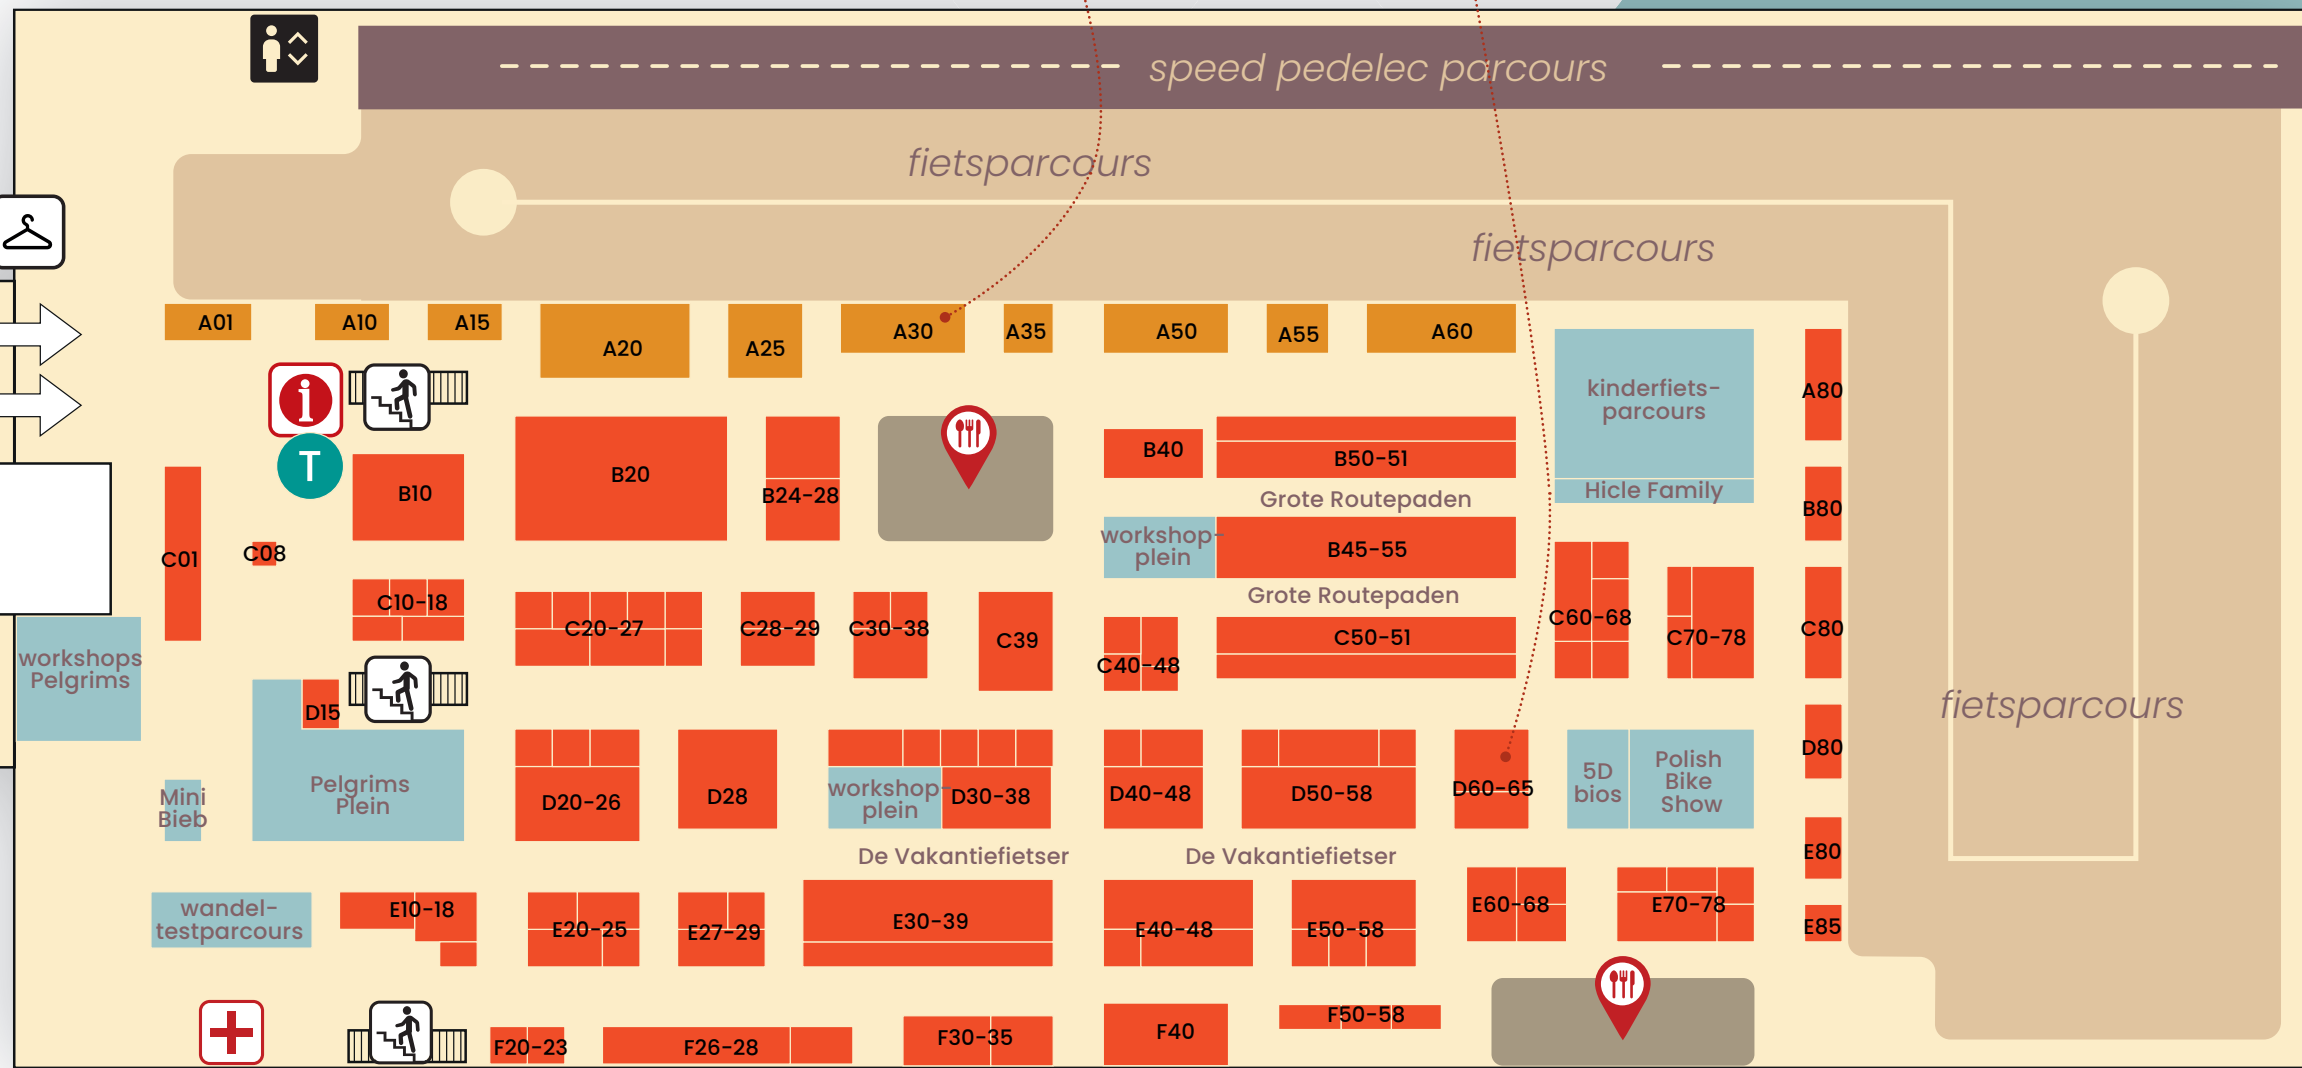 speed pedelec parcours
fietsparcours
fietsparcours
A01
A10
A15
A20
A25
A30
A35
A50
A55
A60
kinderfiets-
parcours
A80
i
T
B10
B20
B24-28
B40
B50-51
Grote Routepaden
Hicle Family
B80
C01
C08
workshop-
plein
B45-55
Grote Routepaden
C10-18
C20-27
C28-29
C30-38
C39
C40-48
C50-51
C60-68
C70-78
C80
workshops
Pelgrims
D15
fietsparcours
Mini
Bieb
Pelgrims
Plein
D20-26
D28
workshop-
plein
D30-38
D40-48
D50-58
D60-65
5D
bios
Polish
Bike
Show
D80
De Vakantiefietser
De Vakantiefietser
E80
wandel-
testparcours
E10-18
E20-25
E27-29
E30-39
E40-48
E50-58
E60-68
E70-78
E85
F20-23
F26-28
F30-35
F40
F50-58